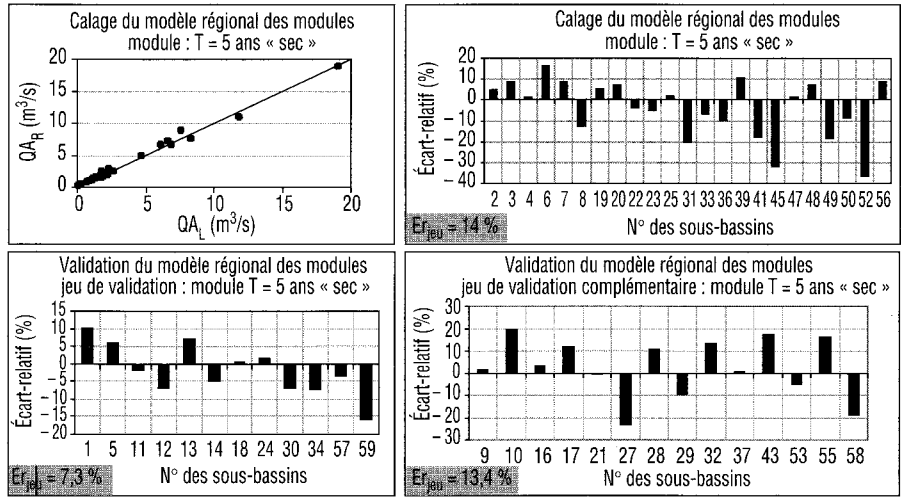 Calage du modèle régional des modules
module : T = 5 ans « sec »
20
15
10
5
0
QA_R (m³/s)
0 5 10 15 20
QA_L (m³/s)
Calage du modèle régional des modules
module : T = 5 ans « sec »
Écart-relatif (%)
20
10
0
– 10
– 20
– 30
– 40
2 3 4 6 7 8 19 20 22 23 25 31 33 36 39 41 45 47 48 50 52 56
Er_jeu = 14 %
N° des sous-bassins
Validation du modèle régional des modules
jeu de validation : module T = 5 ans « sec »
Écart-relatif (%)
15
10
5
0
– 5
– 10
– 15
– 20
1 5 11 12 13 14 18 24 30 34 57 59
Er_jeu = 7,3 %
N° des sous-bassins
Validation du modèle régional des modules
jeu de validation complémentaire : module T = 5 ans « sec »
Écart-relatif (%)
30
20
10
0
– 10
– 20
– 30
9 10 16 17 21 27 28 29 32 37 43 53 55 58
Er_jeu = 13,4 %
N° des sous-bassins